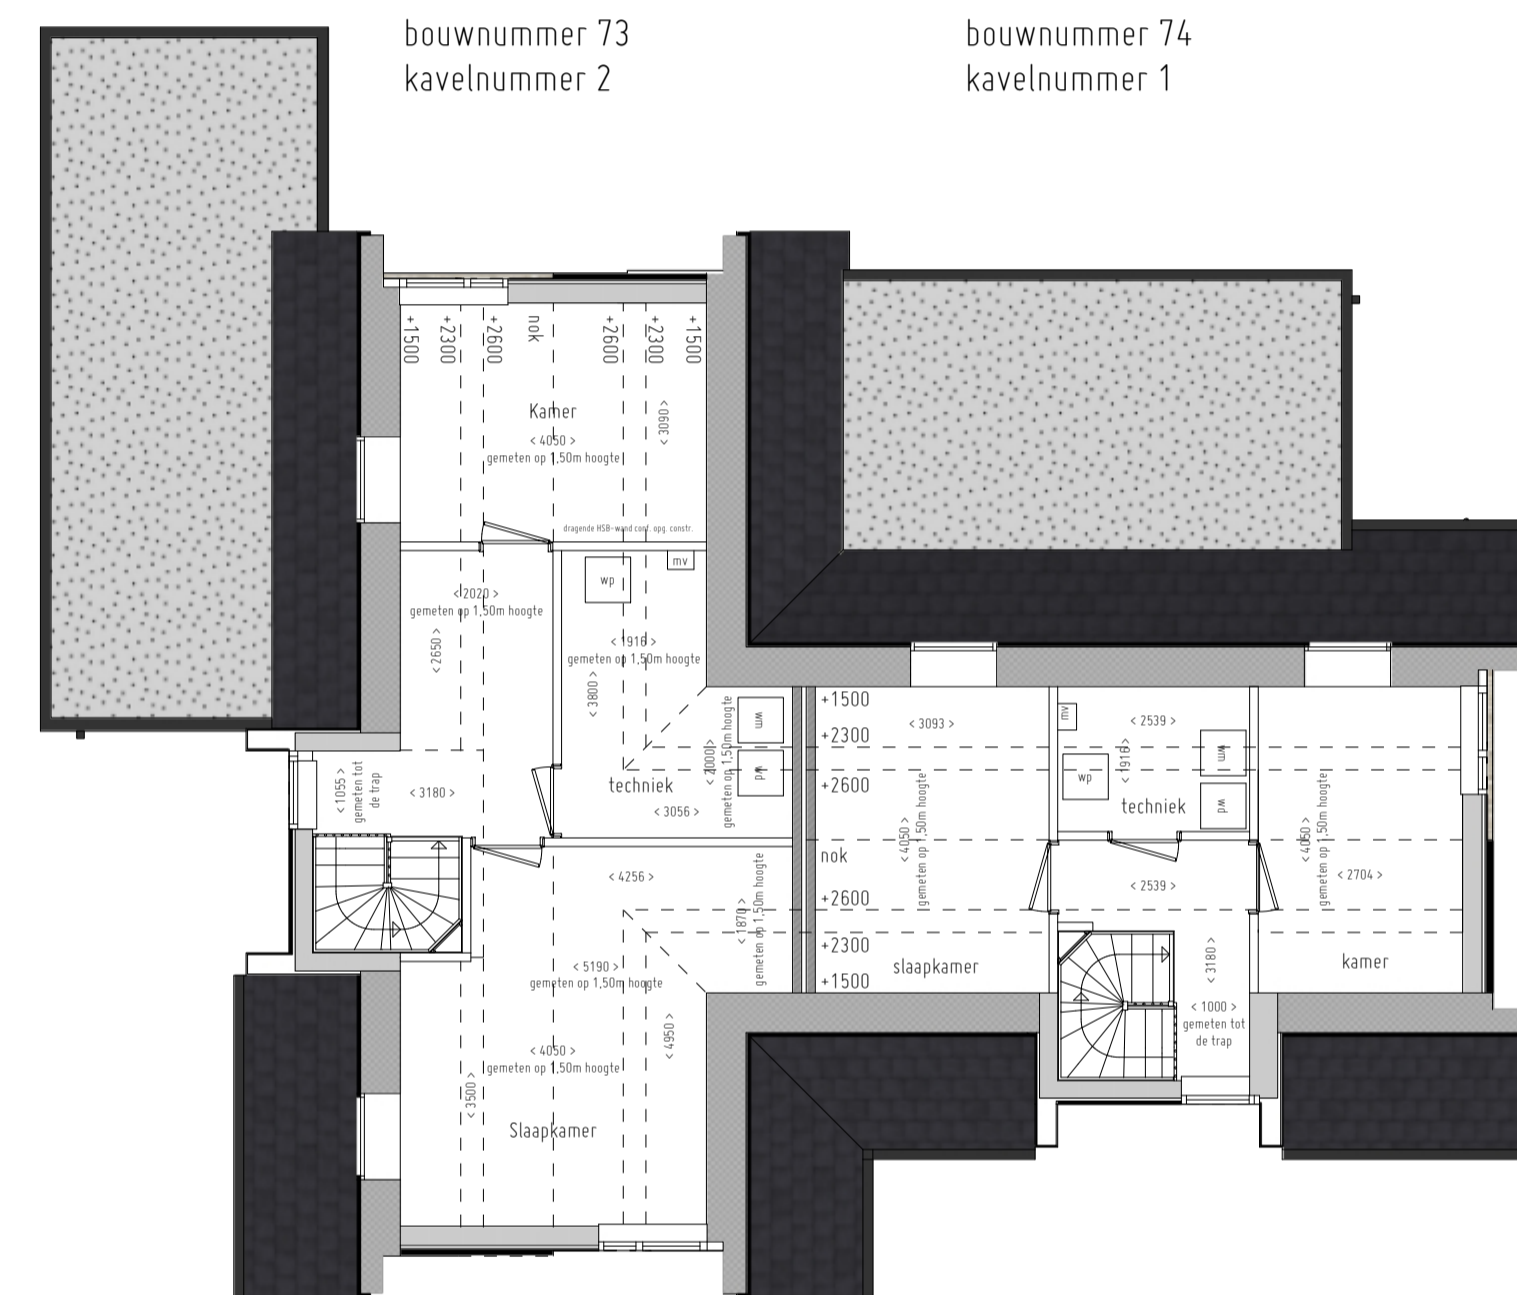 bouwnummer 73
kavelnummer 2
bouwnummer 74
kavelnummer 1
+1500
+2300
+2600
nok
+2600
+2300
+1500
Kamer
< 4050 >
gemeten op 1,50m hoogte
< 3090 >
dragende HSB-wand conf. opg. constr.
wp
mv
< 2020 >
gemeten op 1,50m hoogte
< 2650 >
< 1916 >
gemeten op 1,50m hoogte
< 3800 >
wm
wd
< 2000 >
gemeten op 1,50m hoogte
techniek
< 3056 >
< 1055 >
gemeten tot
de trap
< 3180 >
< 4256 >
< 1870 >
gemeten op 1,50m hoogte
< 5190 >
gemeten op 1,50m hoogte
< 4050 >
gemeten op 1,50m hoogte
< 4950 >
< 3500 >
Slaapkamer
+1500
+2300
+2600
nok
+2600
+2300
+1500
< 3093 >
< 4050 >
gemeten op 1,50m hoogte
slaapkamer
mv
< 2539 >
wp
< 1916 >
wm
wd
techniek
< 2539 >
< 3180 >
< 1000 >
gemeten tot
de trap
< 4050 >
gemeten op 1,50m hoogte
< 2704 >
kamer